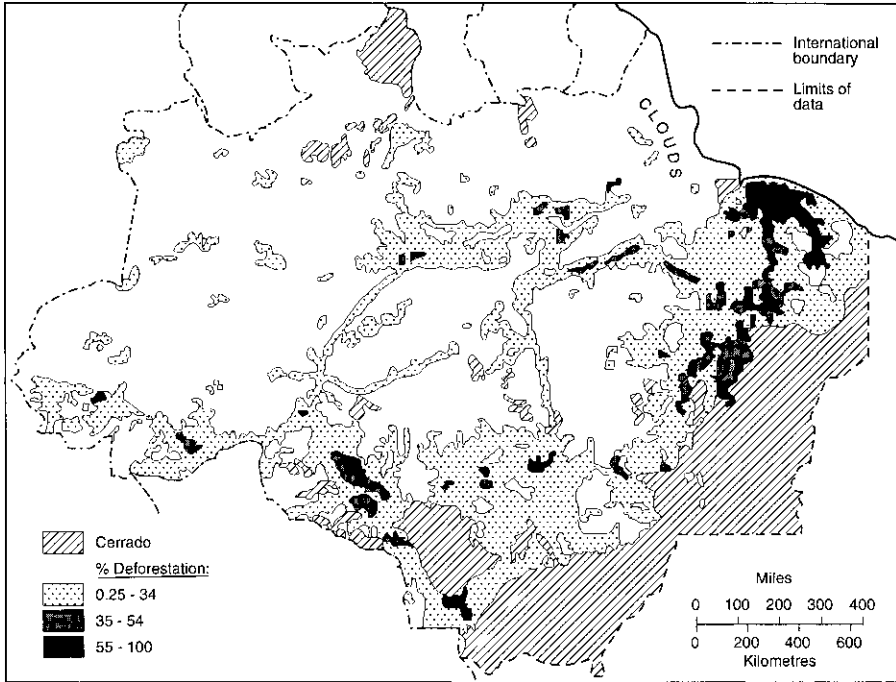 International
boundary
Limits of
data
CLOUDS
Cerrado
% Deforestation:
0.25 - 34
35 - 54
55 - 100
Miles
0 100 200 300 400
0 200 400 600
Kilometres